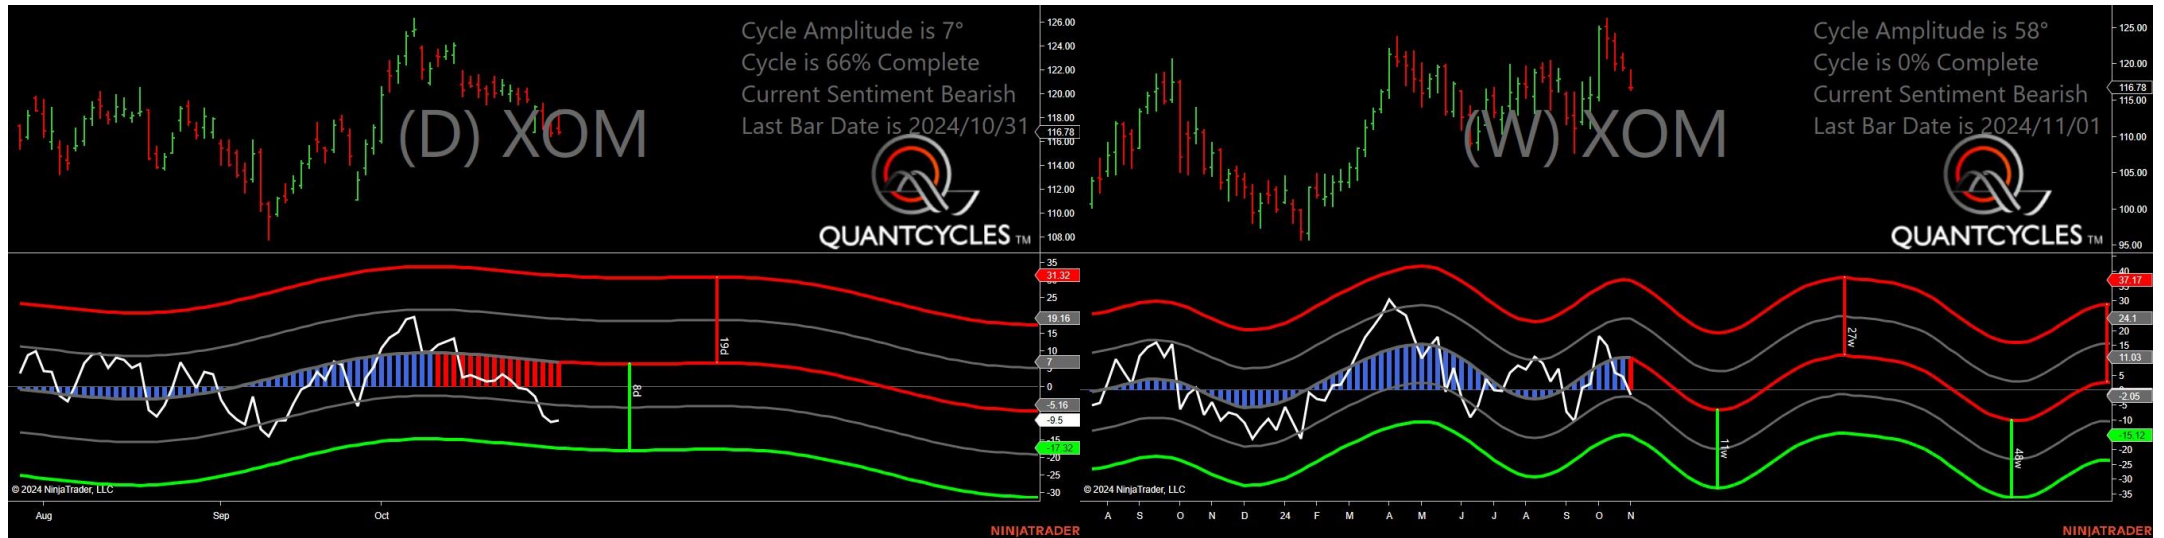 Cycle Amplitude is 7°
Cycle is 66% Complete
Current Sentiment Bearish
Last Bar Date is 2024/10/31
(D) XOM
QUANTCYCLES TM
126.00
124.00
122.00
120.00
118.00
116.78
116.00
114.00
112.00
110.00
108.00
35
31.32
25
19.16
15
10
7
0
-5.16
-9.5
-15
-17.32
-20
-25
-30
19d
8d
© 2024 NinjaTrader, LLC
Aug
Sep
Oct
NINJATRADER
Cycle Amplitude is 58°
Cycle is 0% Complete
Current Sentiment Bearish
Last Bar Date is 2024/11/01
(W) XOM
QUANTCYCLES TM
125.00
120.00
116.78
115.00
110.00
105.00
100.00
95.00
40
37.17
35
30
24.1
20
15
11.03
5
-2.05
-5
-10
-15.12
-20
-25
-30
-35
27w
11w
48w
© 2024 NinjaTrader, LLC
A S O N D 24 F M A M J J A S O N
NINJATRADER